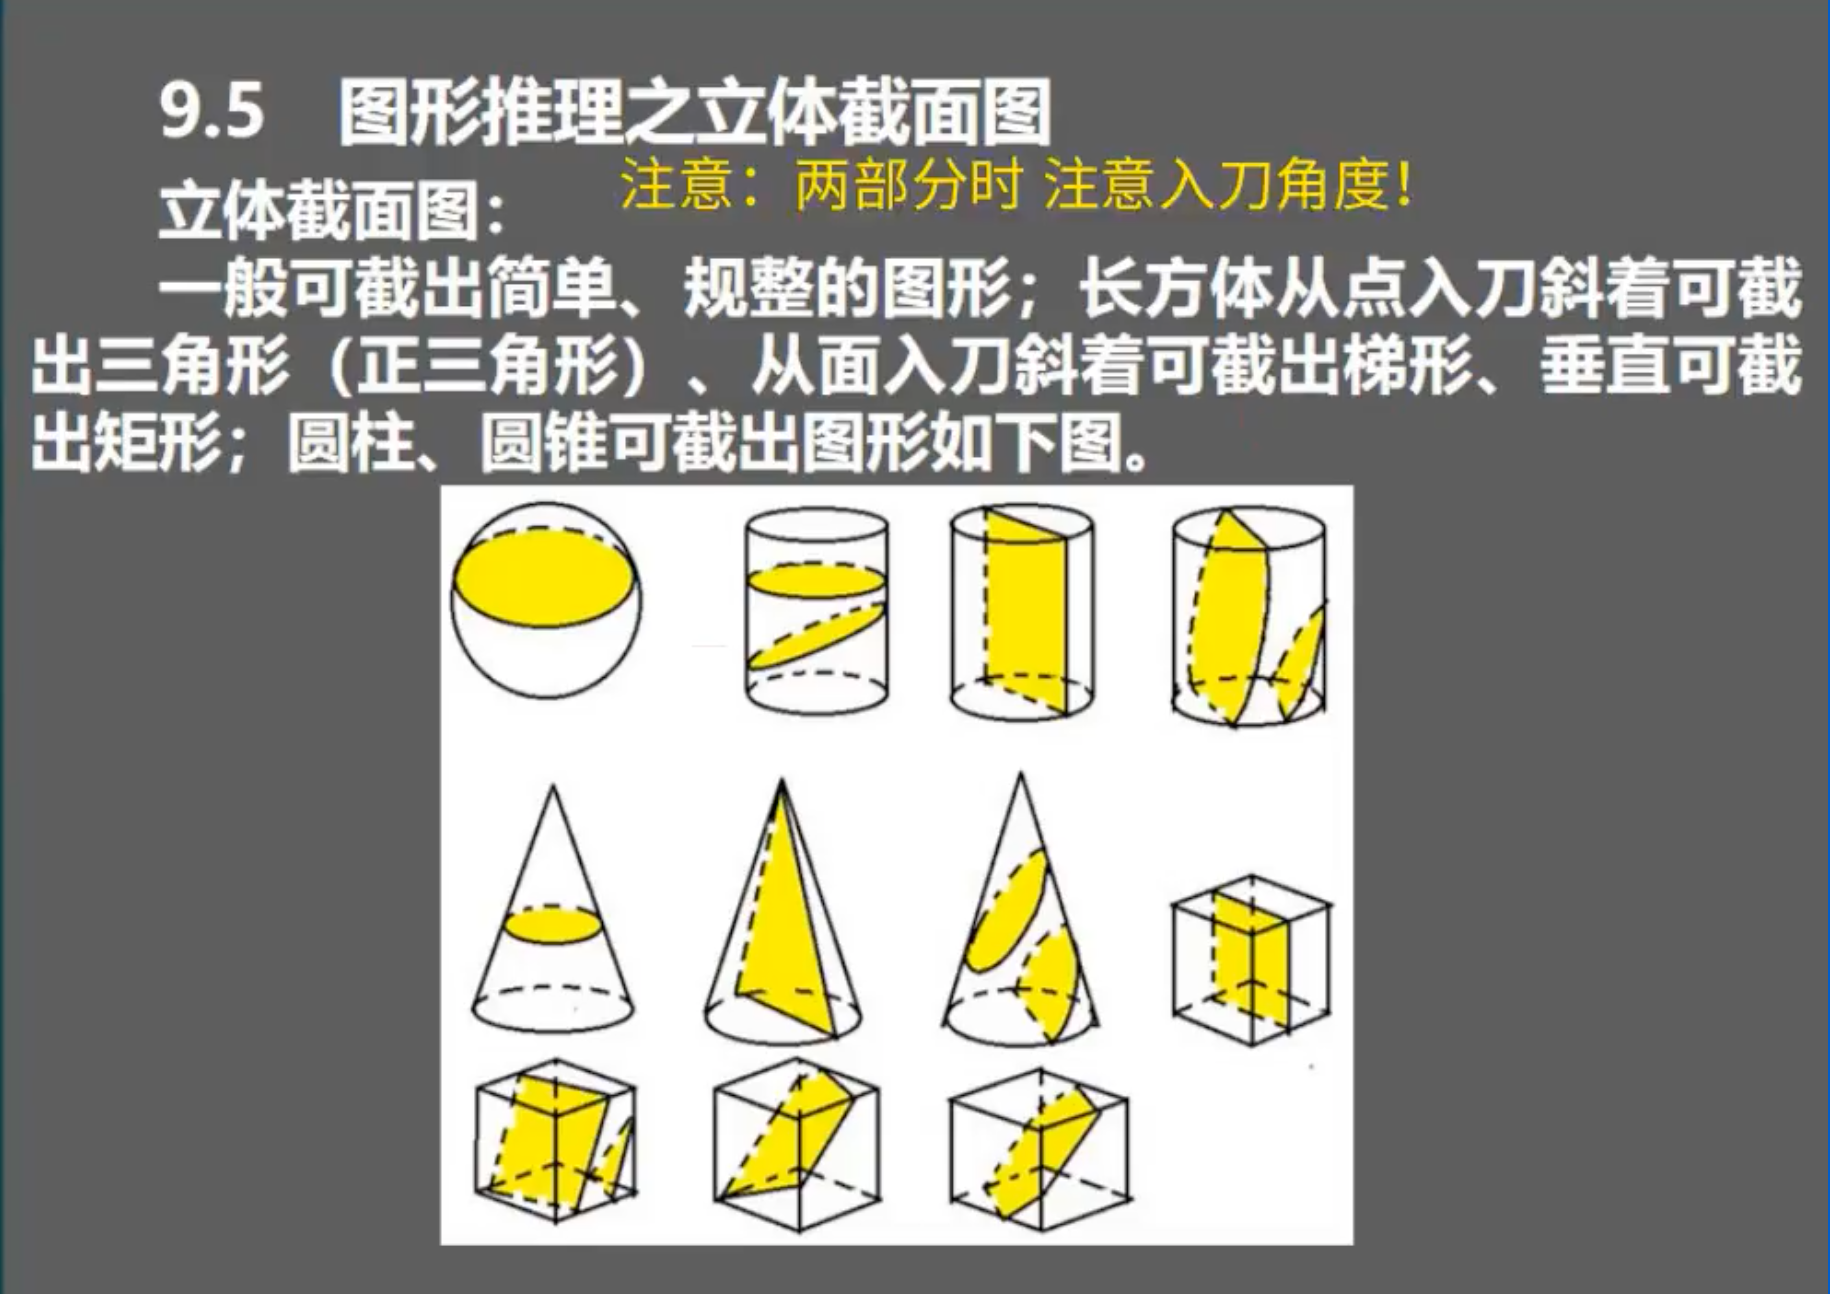 9.5 图形推理之立体截面图
注意：两部分时 注意入刀角度！
立体截面图：
一般可截出简单、规整的图形；长方体从点入刀斜着可截
出三角形（正三角形）、从面入刀斜着可截出梯形、垂直可截
出矩形；圆柱、圆锥可截出图形如下图。